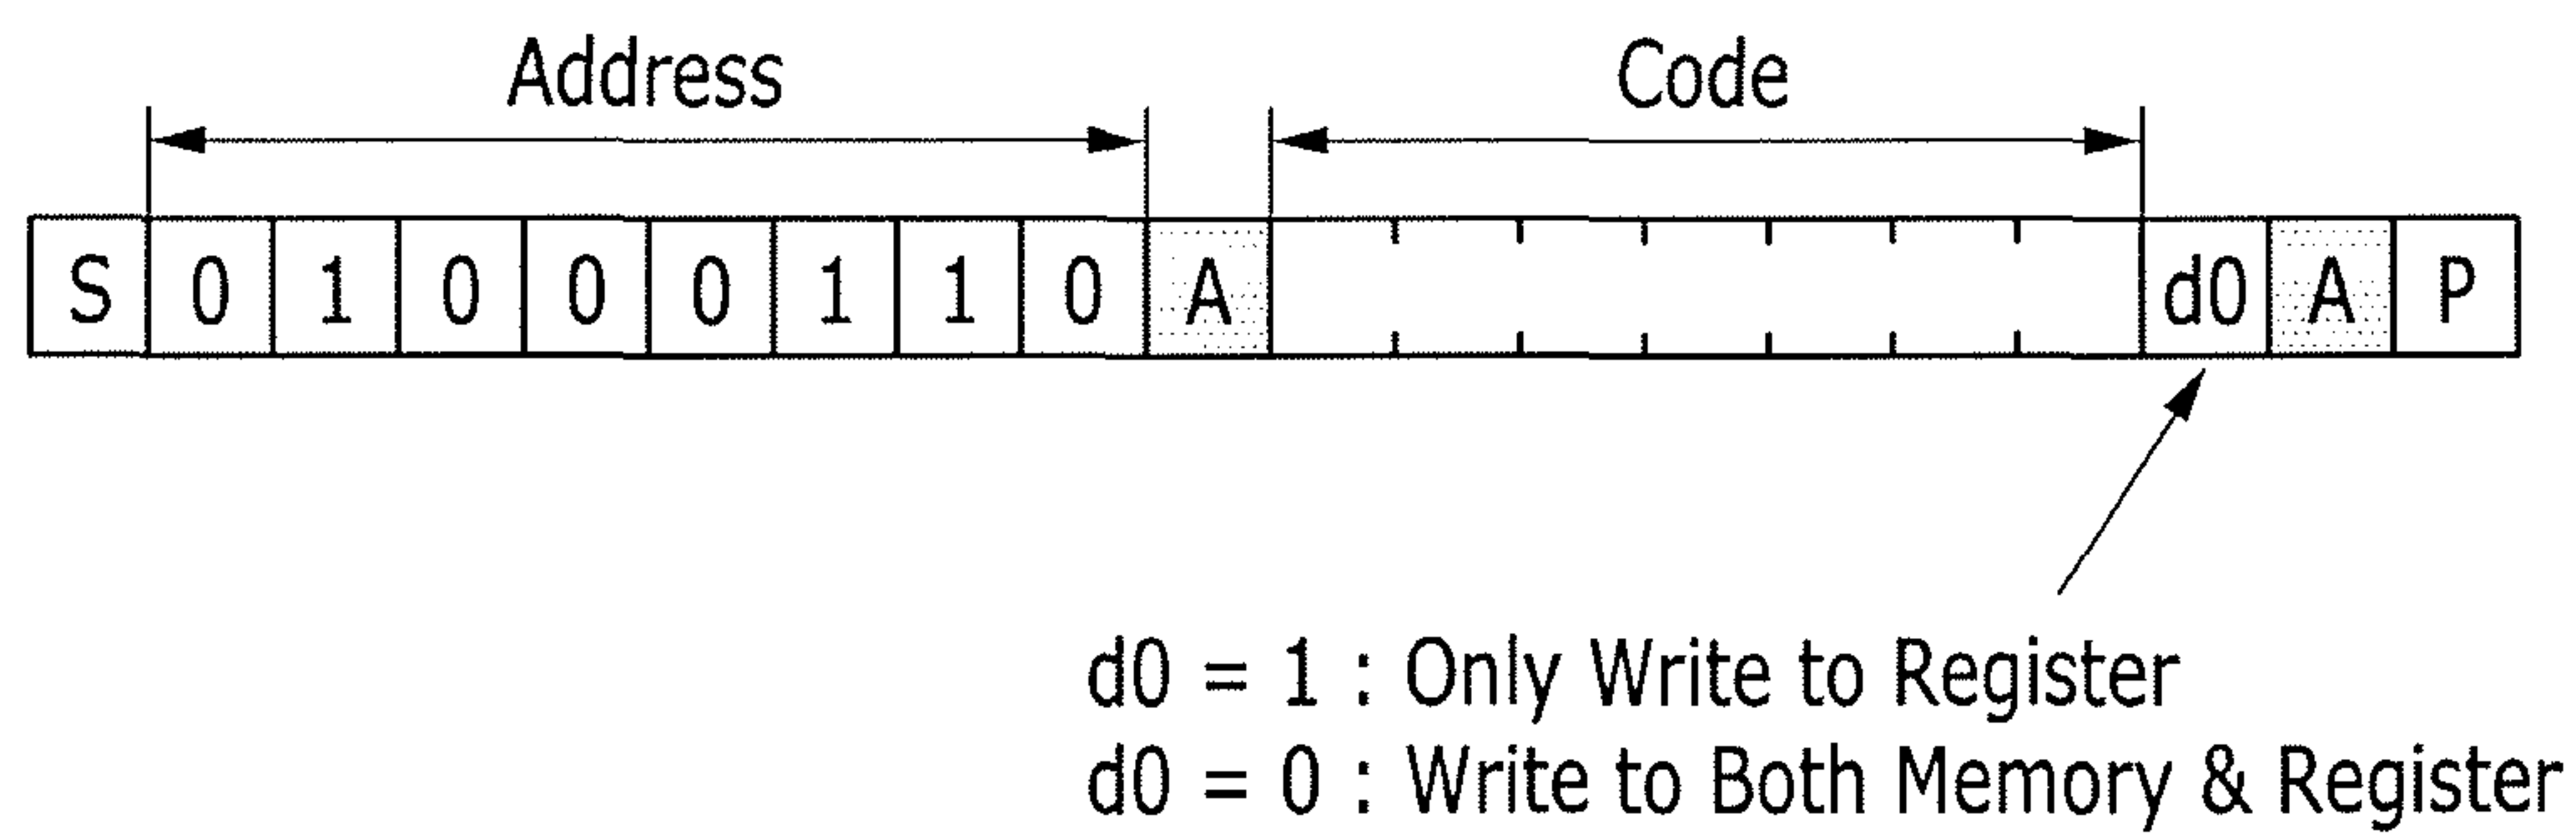 Address Code
S 0 1 0 0 0 1 1 0 A d0 A P
d0 = 1 : Only Write to Register
d0 = 0 : Write to Both Memory & Register